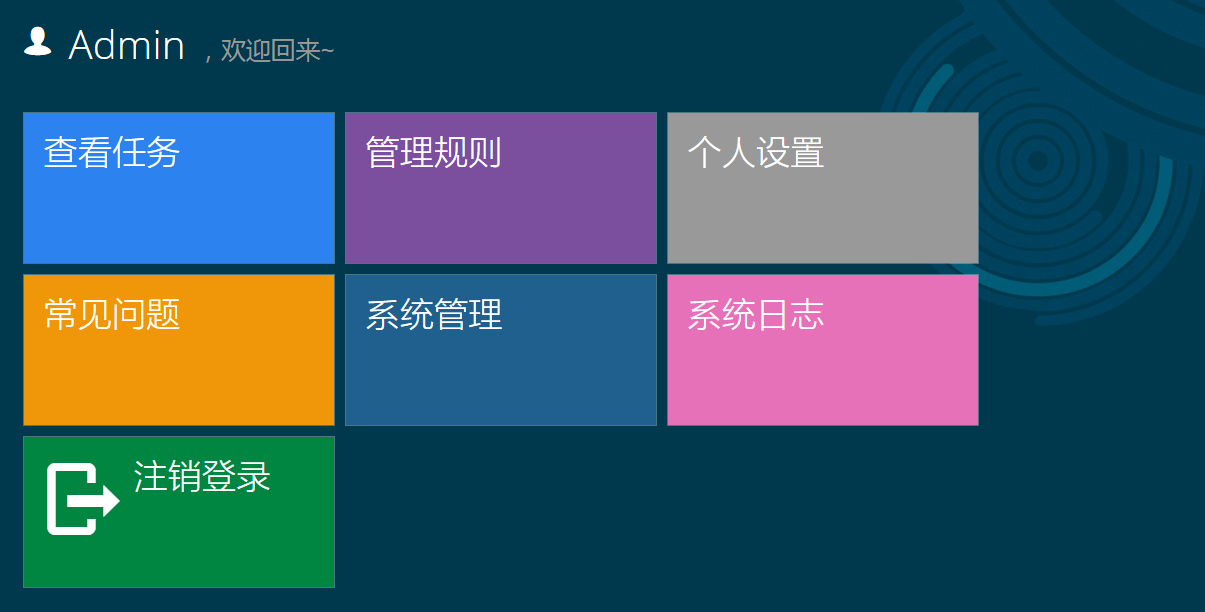 Admin ，欢迎回来~
查看任务
管理规则
个人设置
常见问题
系统管理
系统日志
注销登录